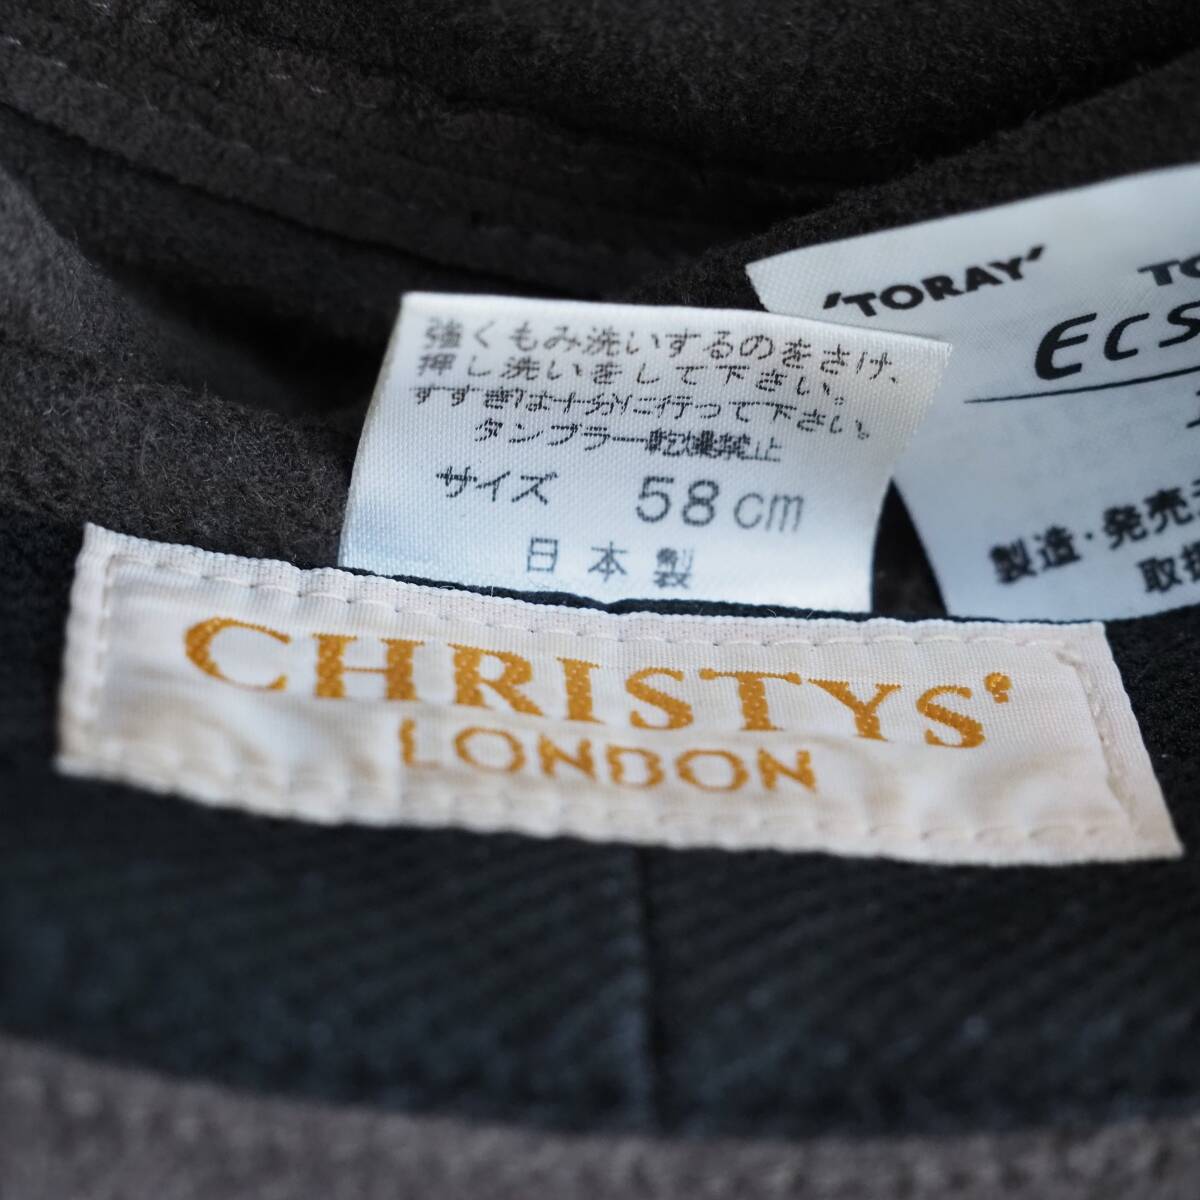 強くもみ洗いするのをさけ、
押し洗いをして下さい。
すすぎは十分に行って下さい。
タンブラー乾燥禁止
サイズ 58cm
日本製
'TORAY'
製造・発売元
CHRISTYS'
LONDON